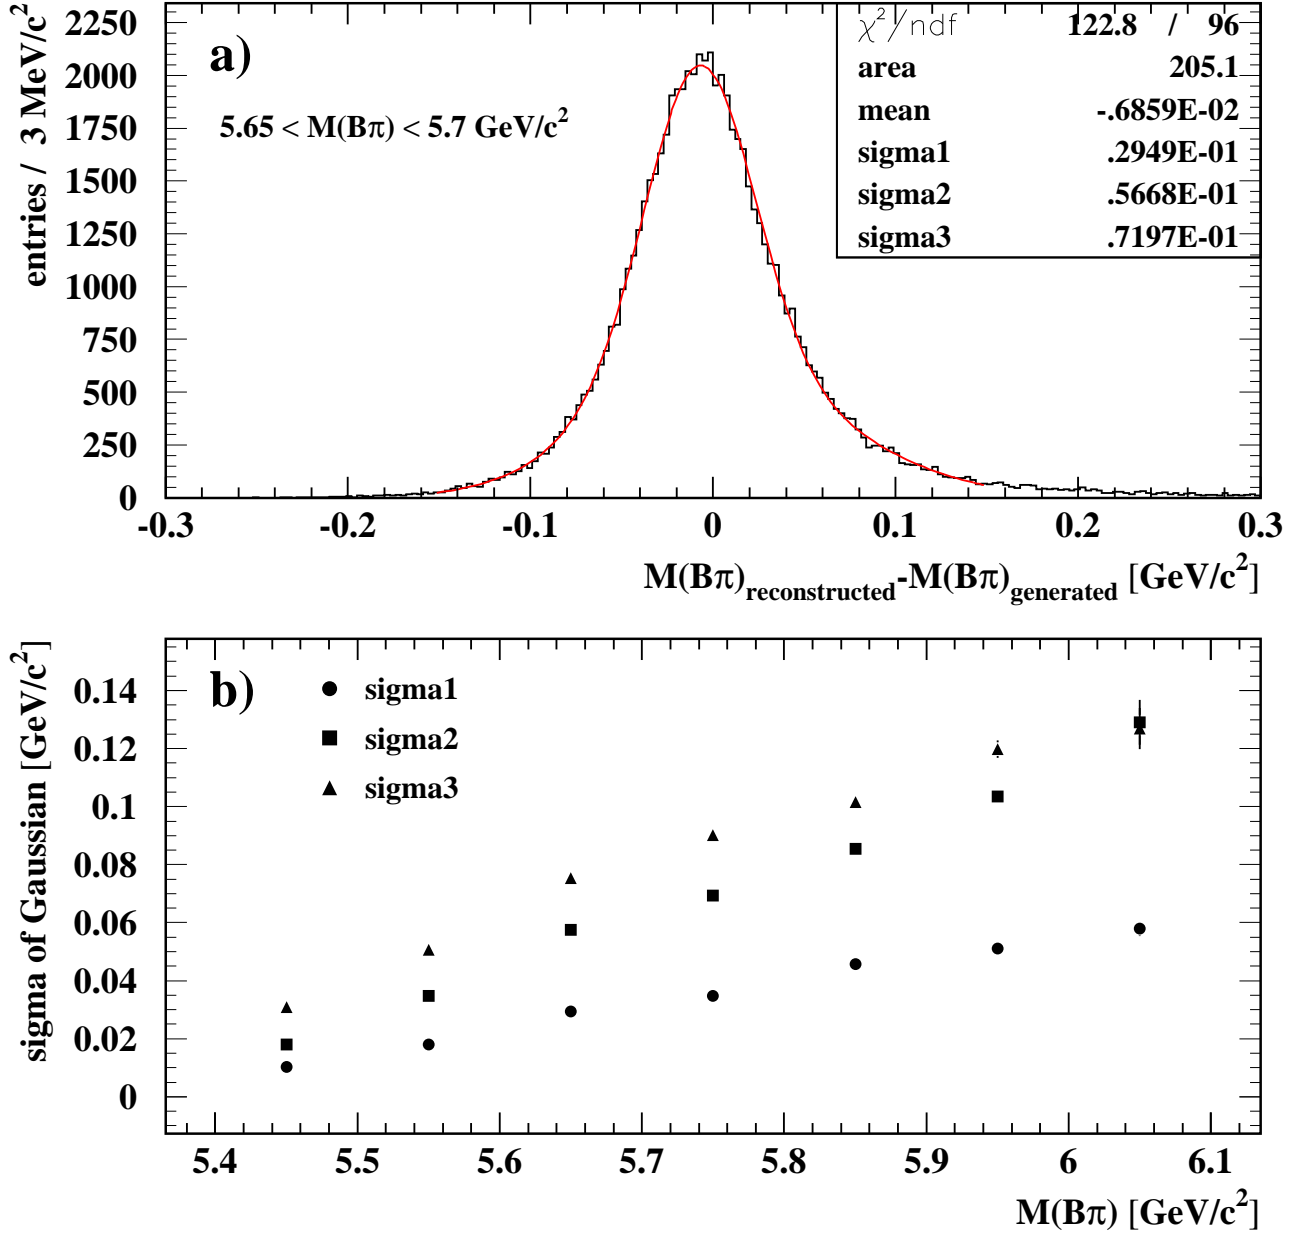 entries / 3 MeV/c²
2250
2000
1750
1500
1250
1000
750
500
250
0
a)
5.65 < M(Bπ) < 5.7 GeV/c²
χ²/ndf 122.8 / 96
area 205.1
mean -.6859E-02
sigma1 .2949E-01
sigma2 .5668E-01
sigma3 .7197E-01
-0.3 -0.2 -0.1 0 0.1 0.2 0.3
M(Bπ)reconstructed-M(Bπ)generated [GeV/c²]
sigma of Gaussian [GeV/c²]
0.14
0.12
0.1
0.08
0.06
0.04
0.02
0
b)
sigma1
sigma2
sigma3
5.4 5.5 5.6 5.7 5.8 5.9 6 6.1
M(Bπ) [GeV/c²]